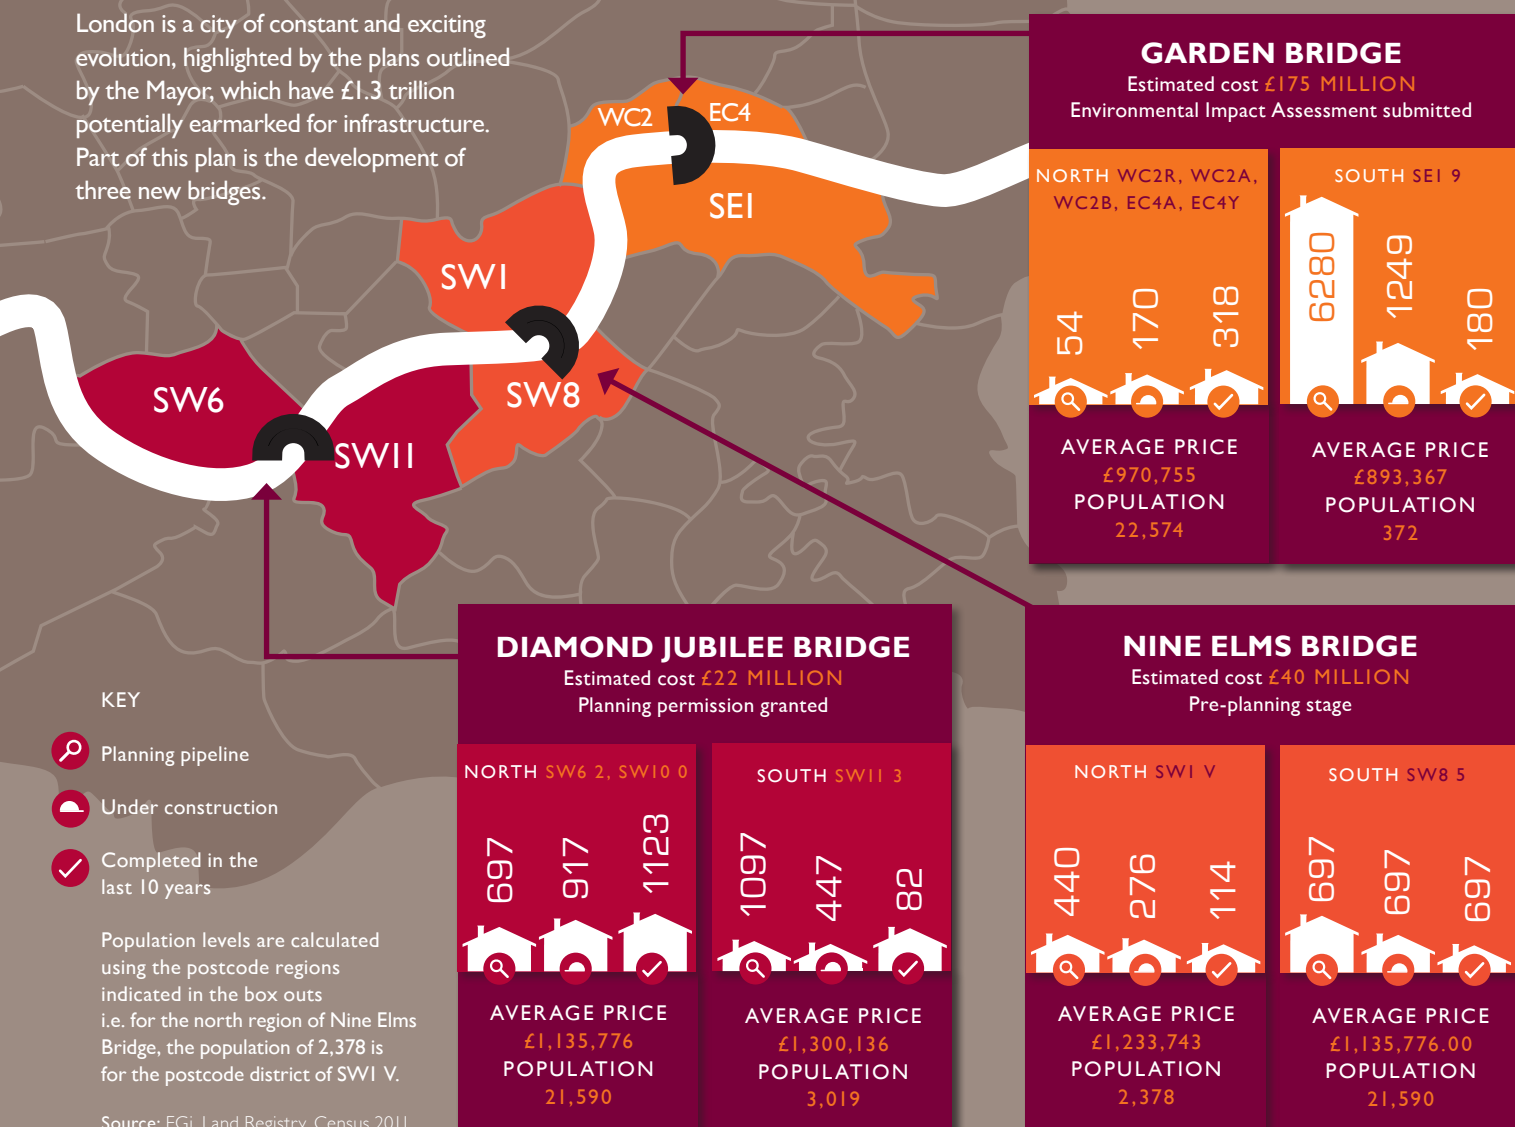 London is a city of constant and exciting
evolution, highlighted by the plans outlined
by the Mayor, which have £1.3 trillion
potentially earmarked for infrastructure.
Part of this plan is the development of
three new bridges.
WC2
EC4
SE1
SW1
SW8
SW6
SW11
GARDEN BRIDGE
Estimated cost £175 MILLION
Environmental Impact Assessment submitted
NORTH WC2R, WC2A,
WC2B, EC4A, EC4Y
54
170
318
AVERAGE PRICE
£970,755
POPULATION
22,574
SOUTH SE1 9
6280
1249
180
AVERAGE PRICE
£893,367
POPULATION
372
DIAMOND JUBILEE BRIDGE
Estimated cost £22 MILLION
Planning permission granted
NORTH SW6 2, SW10 0
697
917
1123
AVERAGE PRICE
£1,135,776
POPULATION
21,590
SOUTH SW11 3
1097
447
82
AVERAGE PRICE
£1,300,136
POPULATION
3,019
NINE ELMS BRIDGE
Estimated cost £40 MILLION
Pre-planning stage
NORTH SW1 V
440
276
114
AVERAGE PRICE
£1,233,743
POPULATION
2,378
SOUTH SW8 5
697
697
697
AVERAGE PRICE
£1,135,776.00
POPULATION
21,590
KEY
Planning pipeline
Under construction
Completed in the
last 10 years
Population levels are calculated
using the postcode regions
indicated in the box outs
i.e. for the north region of Nine Elms
Bridge, the population of 2,378 is
for the postcode district of SW1 V.
Source: EGi, Land Registry, Census 2011